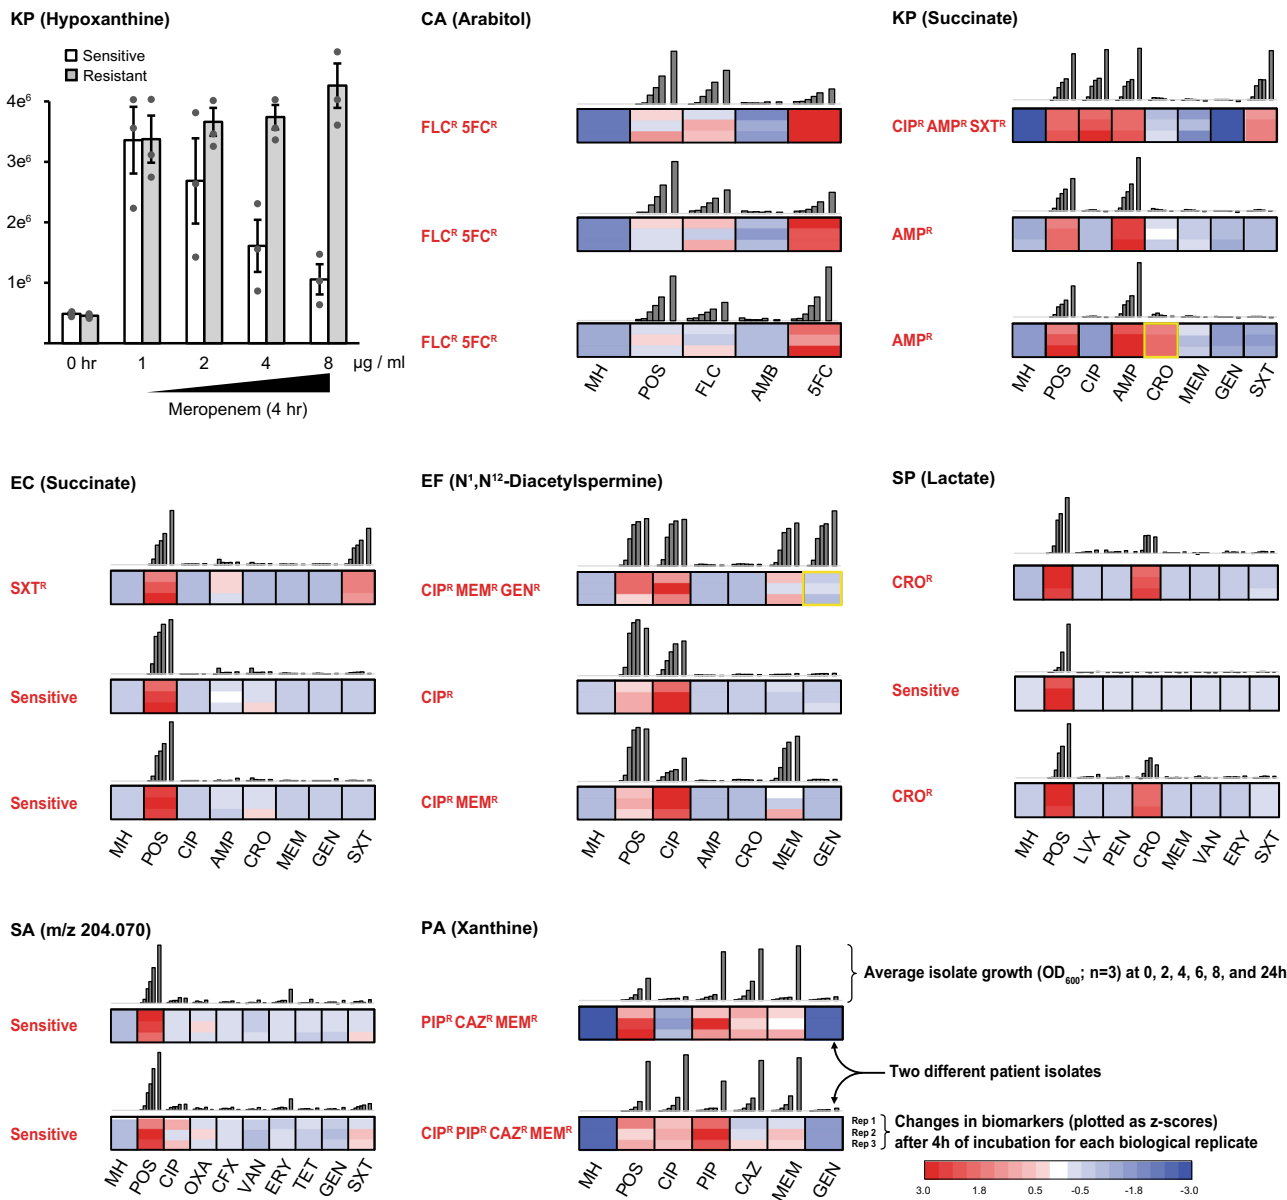 KP (Hypoxanthine)
Sensitive
Resistant
4e⁶
3e⁶
2e⁶
1e⁶
0 hr 1 2 4 8 µg / ml
Meropenem (4 hr)
CA (Arabitol)
FLCᴿ 5FCᴿ
FLCᴿ 5FCᴿ
FLCᴿ 5FCᴿ
MH POS FLC AMB 5FC
KP (Succinate)
CIPᴿ AMPᴿ SXTᴿ
AMPᴿ
AMPᴿ
MH POS CIP AMP CRO MEM GEN SXT
EC (Succinate)
SXTᴿ
Sensitive
Sensitive
MH POS CIP AMP CRO MEM GEN SXT
EF (N¹,N¹²-Diacetylspermine)
CIPᴿ MEMᴿ GENᴿ
CIPᴿ
CIPᴿ MEMᴿ
MH POS CIP AMP CRO MEM GEN
SP (Lactate)
CROᴿ
Sensitive
CROᴿ
MH POS LVX PEN CRO MEM VAN ERY SXT
SA (m/z 204.070)
Sensitive
Sensitive
MH POS CIP OXA CFX VAN ERY TET GEN SXT
PA (Xanthine)
PIPᴿ CAZᴿ MEMᴿ
CIPᴿ PIPᴿ CAZᴿ MEMᴿ
MH POS CIP PIP CAZ MEM GEN
Average isolate growth (OD₆₀₀; n=3) at 0, 2, 4, 6, 8, and 24h
Two different patient isolates
Rep 1
Rep 2
Rep 3
Changes in biomarkers (plotted as z-scores)
after 4h of incubation for each biological replicate
3.0 1.8 0.5 -0.5 -1.8 -3.0